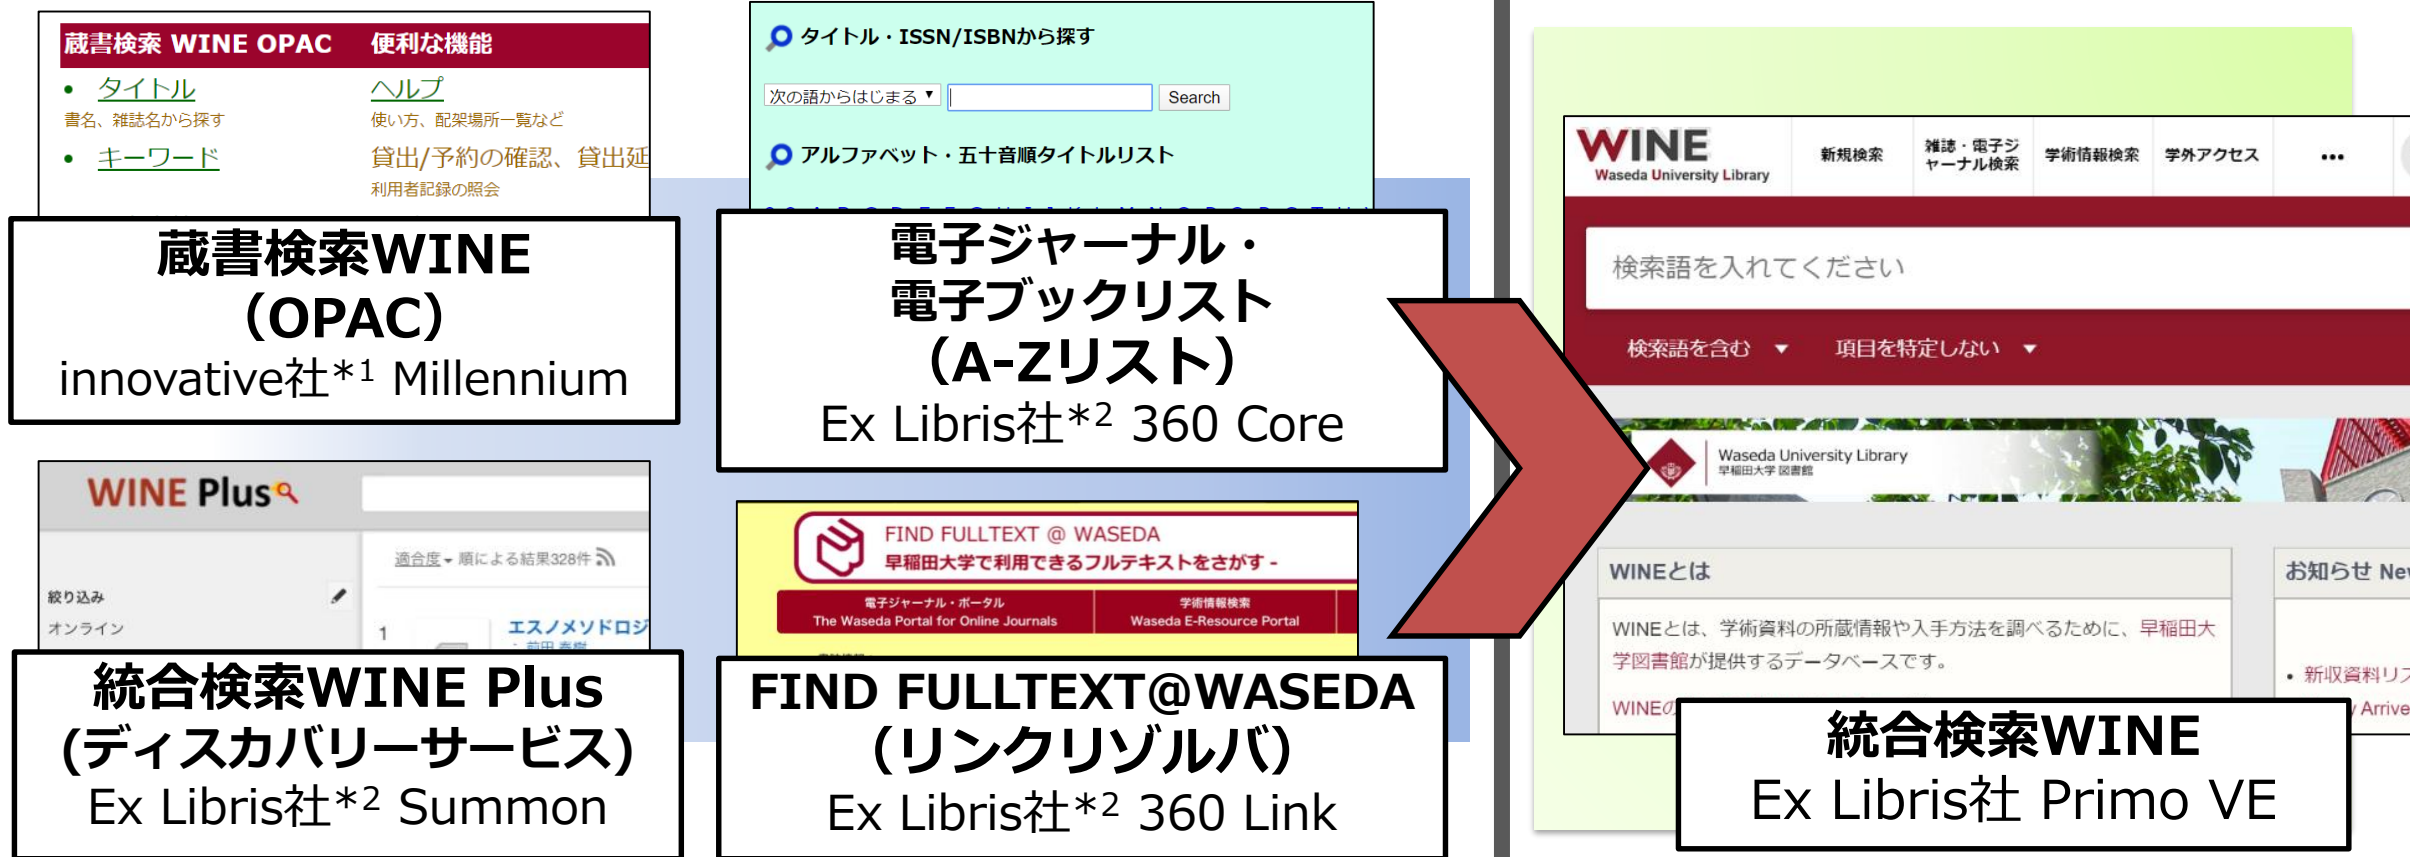 蔵書検索 WINE OPAC 便利な機能
• タイトル
書名、雑誌名から探す
ヘルプ
使い方、配架場所一覧など
• キーワード
貸出/予約の確認、貸出延
利用者記録の照会
蔵書検索WINE
（OPAC）
innovative社*1 Millennium
タイトル・ISSN/ISBNから探す
次の語からはじまる ▼ Search
アルファベット・五十音順タイトルリスト
電子ジャーナル・
電子ブックリスト
（A-Zリスト）
Ex Libris社*2 360 Core
WINE Plus
適合度 順による結果328件
絞り込み
オンライン
1
エスノメソドロジ
統合検索WINE Plus
(ディスカバリーサービス)
Ex Libris社*2 Summon
FIND FULLTEXT @ WASEDA
早稲田大学で利用できるフルテキストをさがす -
電子ジャーナル・ポータル
The Waseda Portal for Online Journals
学術情報検索
Waseda E-Resource Portal
FIND FULLTEXT@WASEDA
（リンクリゾルバ）
Ex Libris社*2 360 Link
WINE
Waseda University Library
新規検索
雑誌・電子ジ
ャーナル検索
学術情報検索
学外アクセス
•••
検索語を入れてください
検索語を含む ▼ 項目を特定しない ▼
Waseda University Library
早稲田大学 図書館
WINEとは
WINEとは、学術資料の所蔵情報や入手方法を調べるために、早稲田大
学図書館が提供するデータベースです。
WINEの
お知らせ Nev
• 新収資料リス
Arrive
統合検索WINE
Ex Libris社 Primo VE